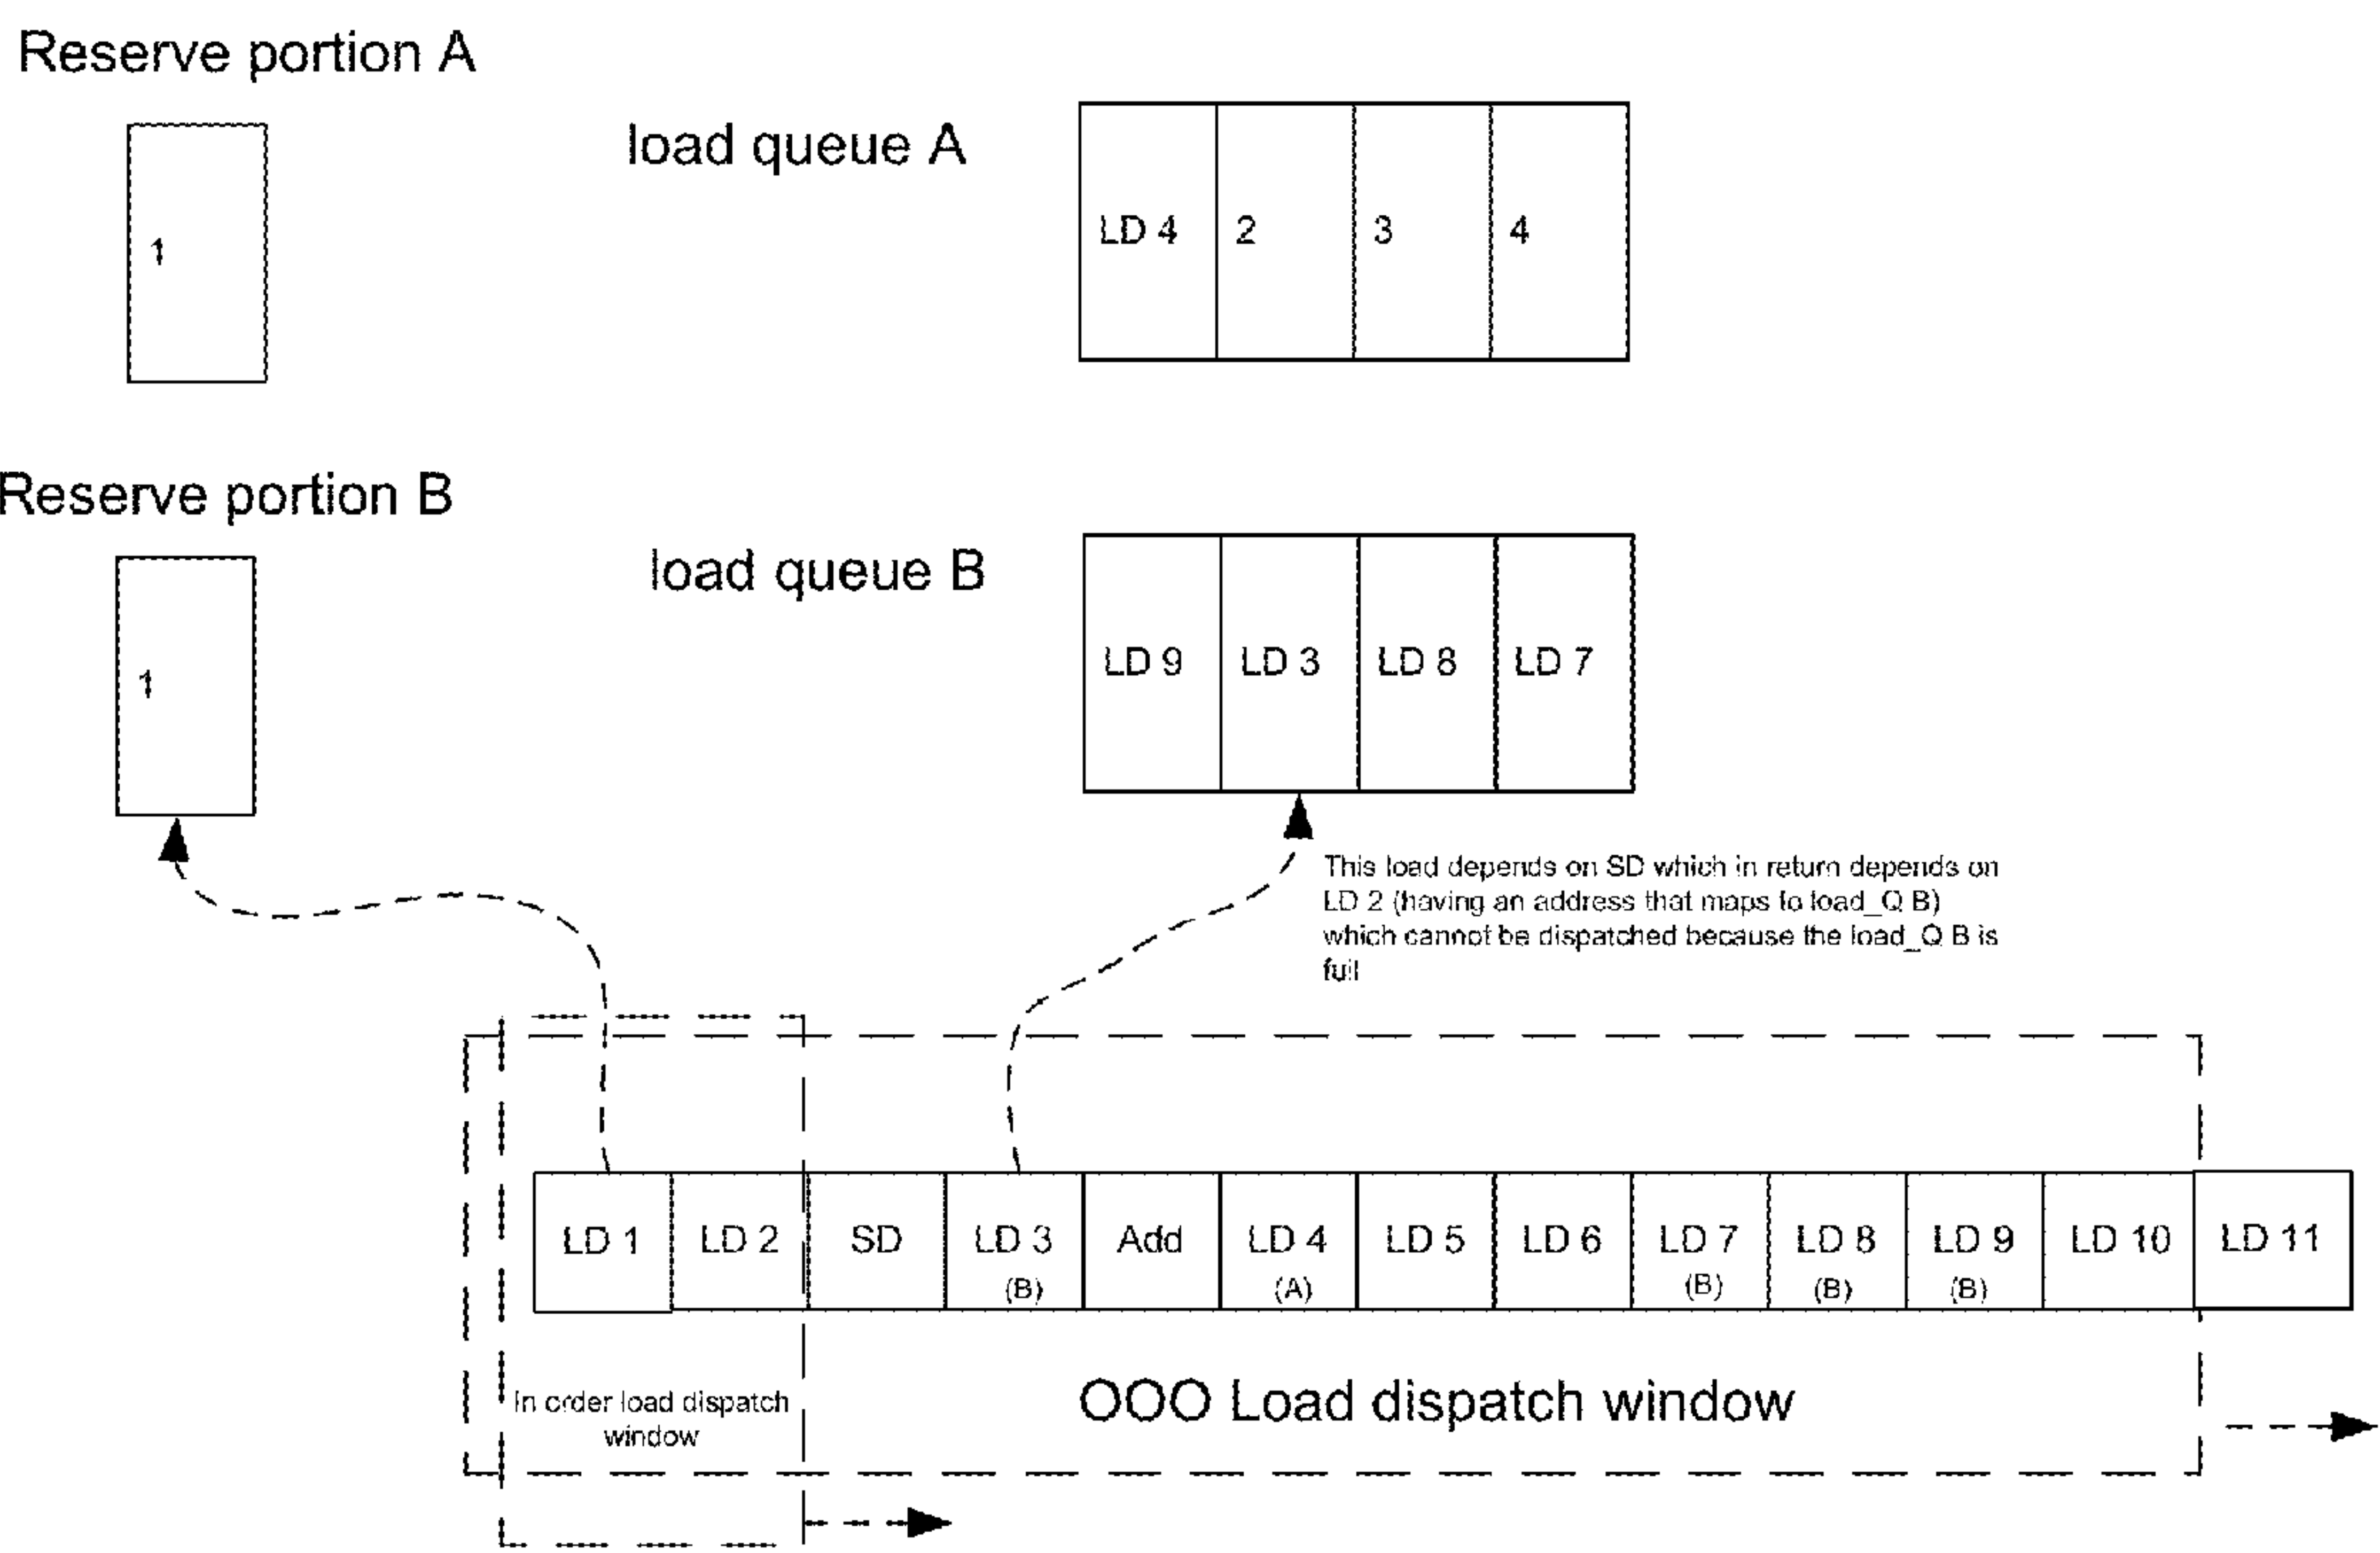 Reserve portion A
load queue A
1
LD 4
2
3
4
Reserve portion B
load queue B
1
LD 9
LD 3
LD 8
LD 7
This load depends on SD which in return depends on
LD 2 (having an address that maps to load_Q B)
which cannot be dispatched because the load_Q B is
full
LD 1
LD 2
SD
LD 3
(B)
Add
LD 4
(A)
LD 5
LD 6
LD 7
(B)
LD 8
(B)
LD 9
(B)
LD 10
LD 11
In order load dispatch
window
OOO Load dispatch window